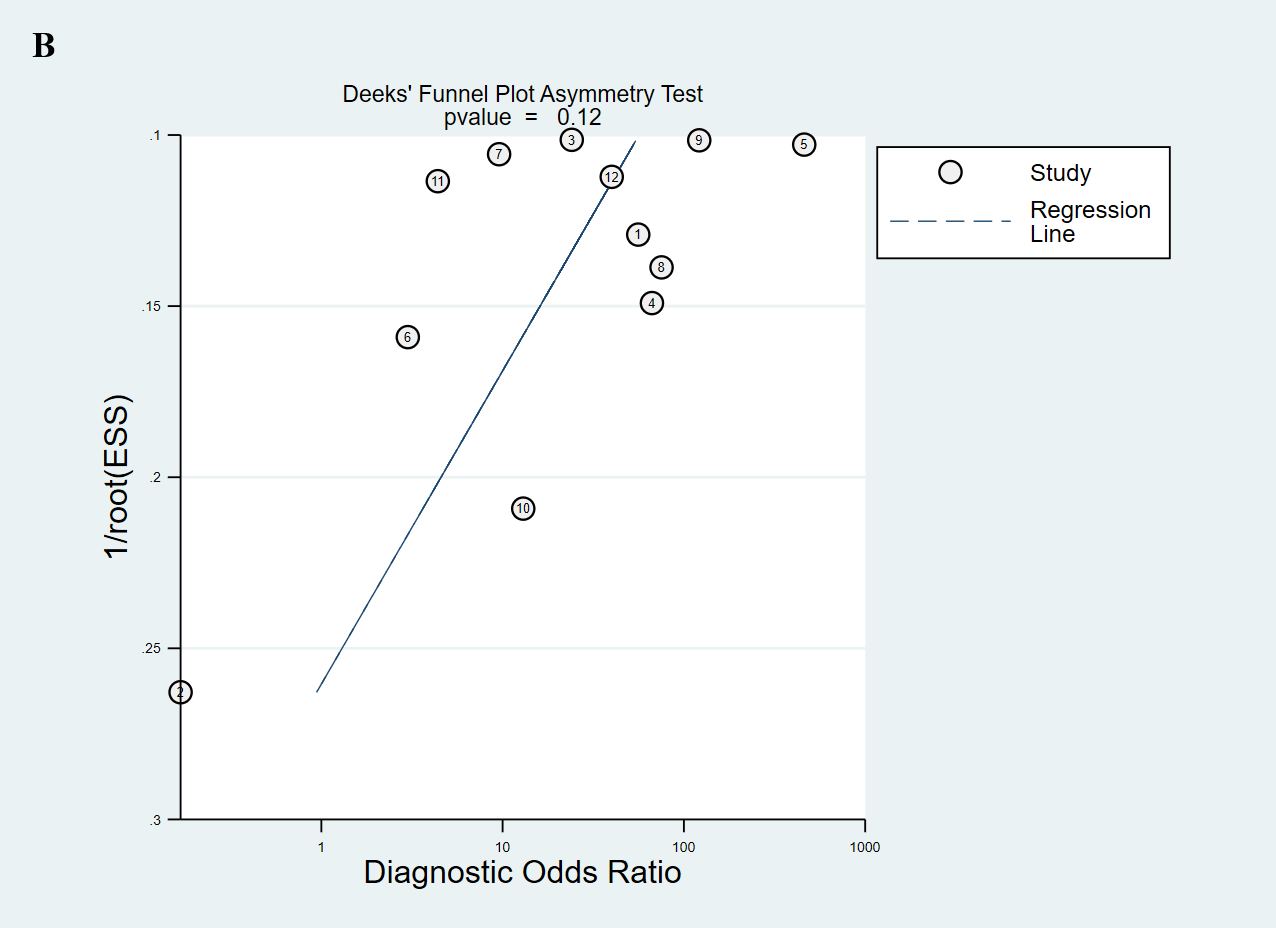 B
Deeks' Funnel Plot Asymmetry Test
pvalue = 0.12
.1
.15
.2
.25
.3
1/root(ESS)
3
9
5
7
12
11
1
8
4
6
10
2
1 10 100 1000
Diagnostic Odds Ratio
Study
Regression
Line